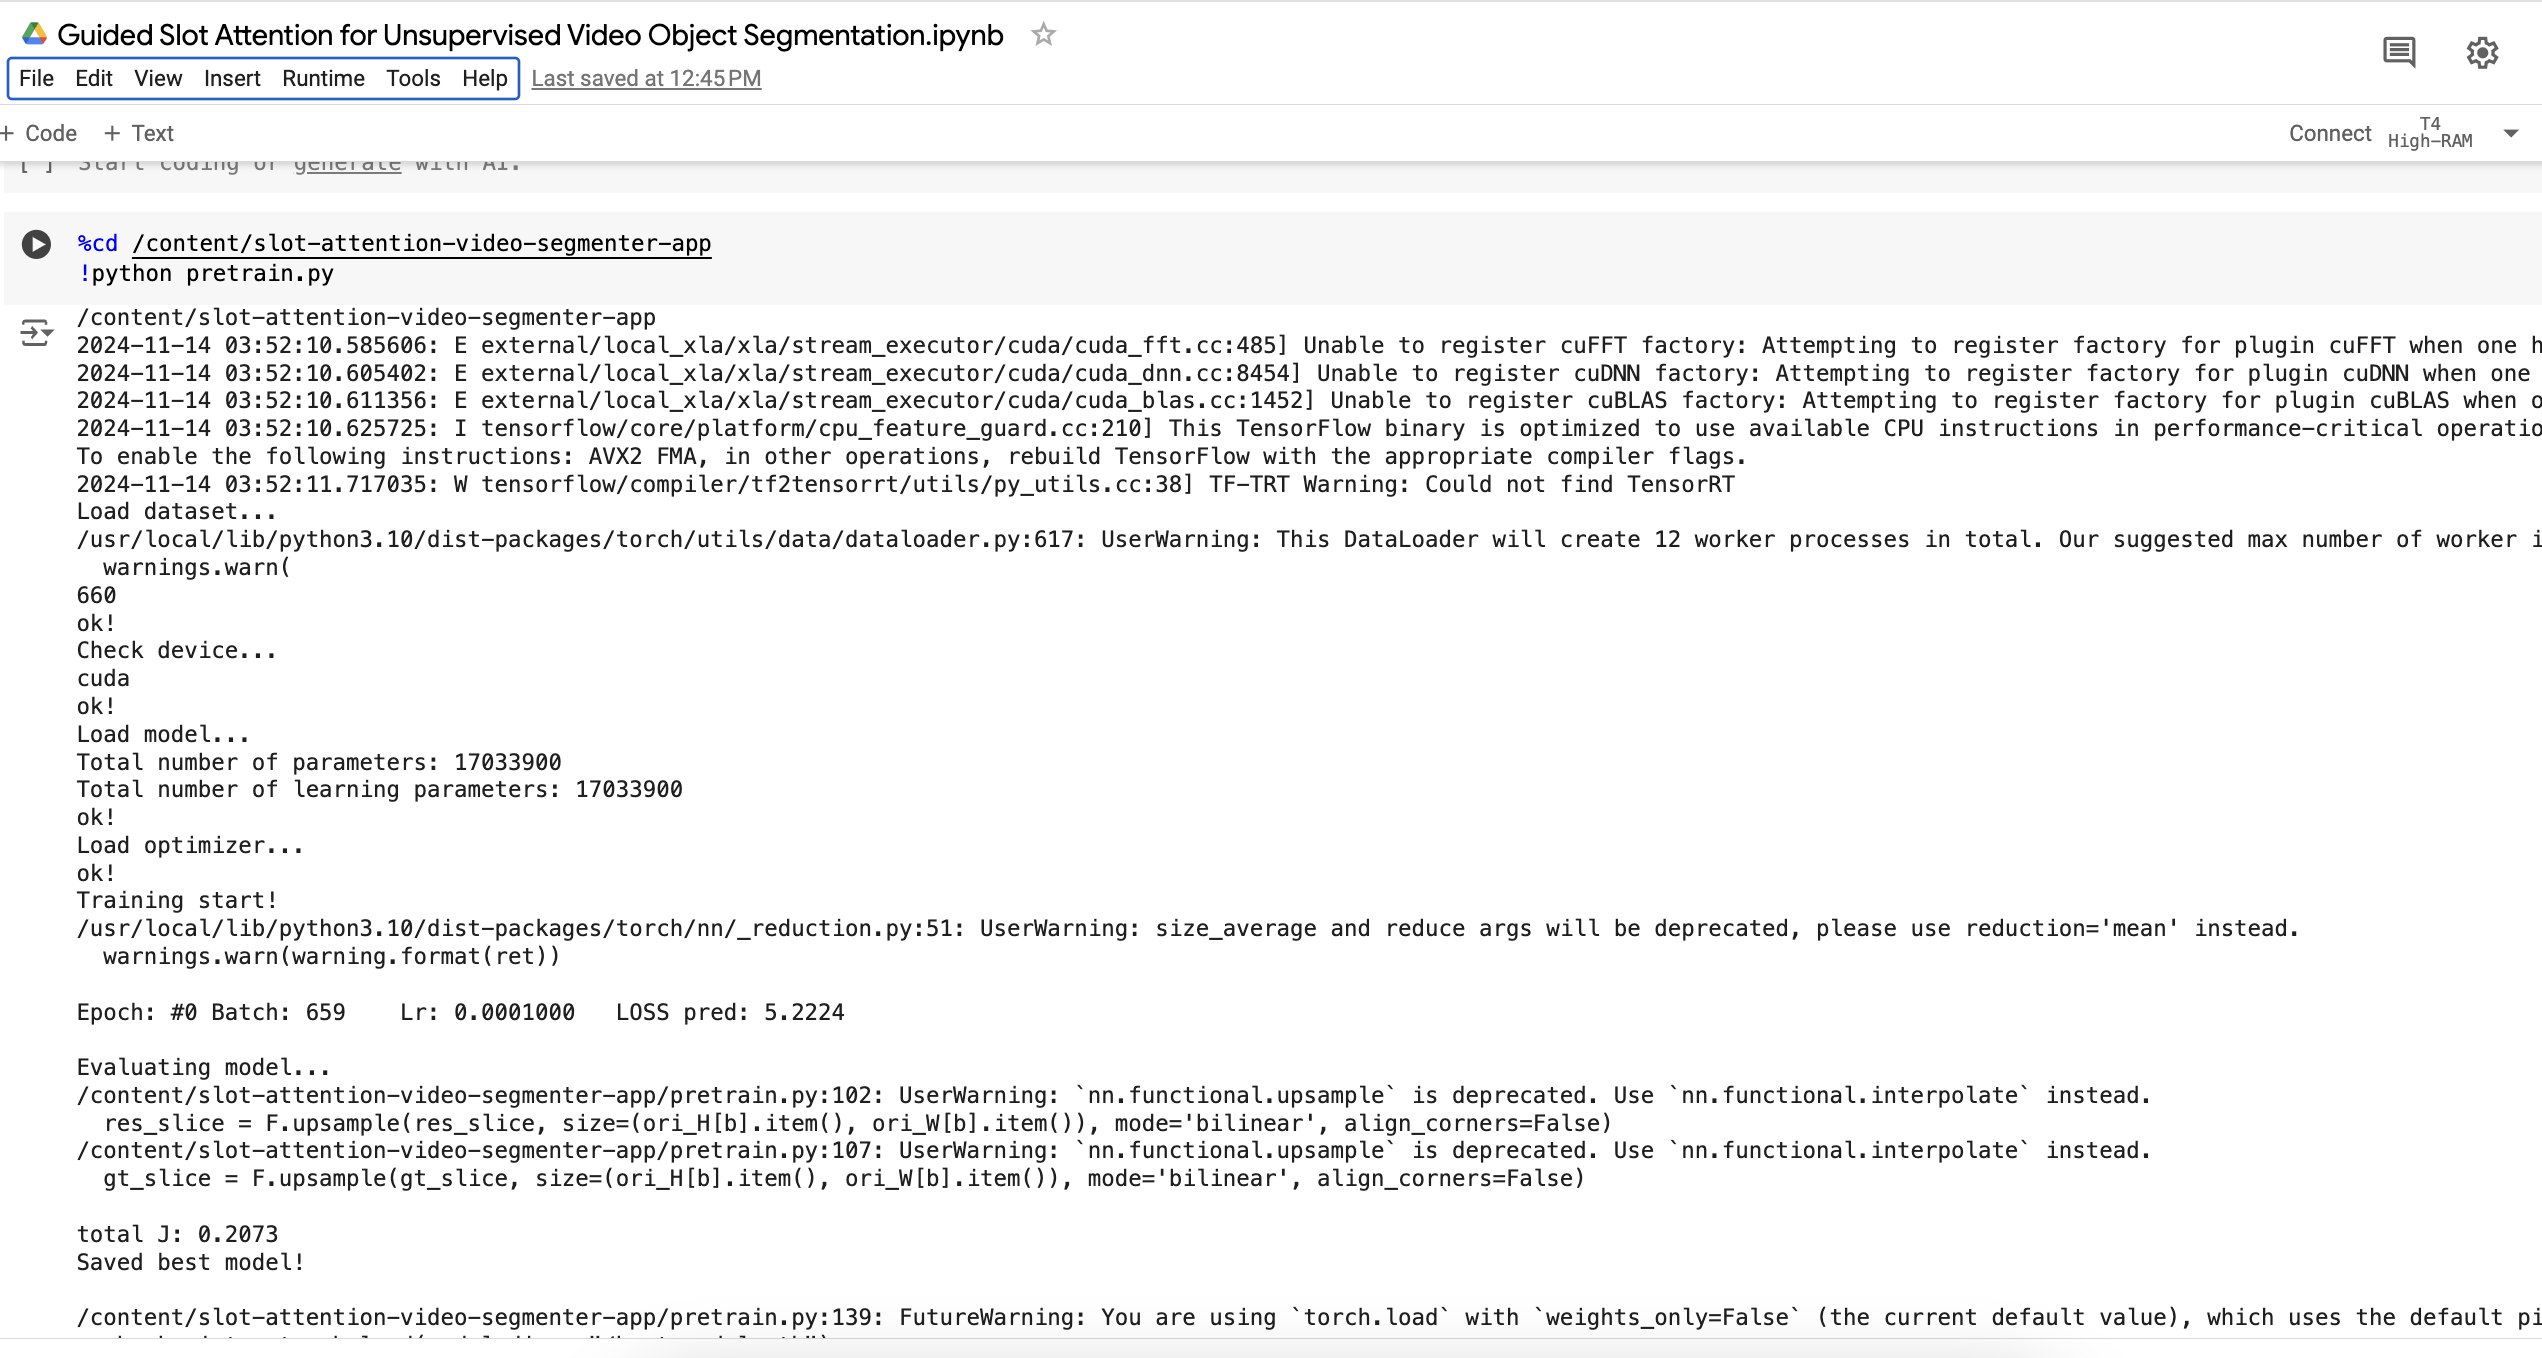 Guided Slot Attention for Unsupervised Video Object Segmentation.ipynb
File Edit View Insert Runtime Tools Help Last saved at 12:45 PM
+ Code + Text
Connect T4 High-RAM
[ ] Start coding or generate with AI.
%cd /content/slot-attention-video-segmenter-app
!python pretrain.py
/content/slot-attention-video-segmenter-app
2024-11-14 03:52:10.585606: E external/local_xla/xla/stream_executor/cuda/cuda_fft.cc:485] Unable to register cuFFT factory: Attempting to register factory for plugin cuFFT when one
2024-11-14 03:52:10.605402: E external/local_xla/xla/stream_executor/cuda/cuda_dnn.cc:8454] Unable to register cuDNN factory: Attempting to register factory for plugin cuDNN when one
2024-11-14 03:52:10.611356: E external/local_xla/xla/stream_executor/cuda/cuda_blas.cc:1452] Unable to register cuBLAS factory: Attempting to register factory for plugin cuBLAS when
2024-11-14 03:52:10.625725: I tensorflow/core/platform/cpu_feature_guard.cc:210] This TensorFlow binary is optimized to use available CPU instructions in performance-critical
To enable the following instructions: AVX2 FMA, in other operations, rebuild TensorFlow with the appropriate compiler flags.
2024-11-14 03:52:11.717035: W tensorflow/compiler/tf2tensorrt/utils/py_utils.cc:38] TF-TRT Warning: Could not find TensorRT
Load dataset...
/usr/local/lib/python3.10/dist-packages/torch/utils/data/dataloader.py:617: UserWarning: This DataLoader will create 12 worker processes in total. Our suggested max number of worker
warnings.warn(
660
ok!
Check device...
cuda
ok!
Load model...
Total number of parameters: 17033900
Total number of learning parameters: 17033900
ok!
Load optimizer...
ok!
Training start!
/usr/local/lib/python3.10/dist-packages/torch/nn/_reduction.py:51: UserWarning: size_average and reduce args will be deprecated, please use reduction='mean' instead.
warnings.warn(warning.format(ret))
Epoch: #0 Batch: 659 Lr: 0.0001000 LOSS pred: 5.2224
Evaluating model...
/content/slot-attention-video-segmenter-app/pretrain.py:102: UserWarning: `nn.functional.upsample` is deprecated. Use `nn.functional.interpolate` instead.
res_slice = F.upsample(res_slice, size=(ori_H[b].item(), ori_W[b].item()), mode='bilinear', align_corners=False)
/content/slot-attention-video-segmenter-app/pretrain.py:107: UserWarning: `nn.functional.upsample` is deprecated. Use `nn.functional.interpolate` instead.
gt_slice = F.upsample(gt_slice, size=(ori_H[b].item(), ori_W[b].item()), mode='bilinear', align_corners=False)
total J: 0.2073
Saved best model!
/content/slot-attention-video-segmenter-app/pretrain.py:139: FutureWarning: You are using `torch.load` with `weights_only=False` (the current default value), which uses the default